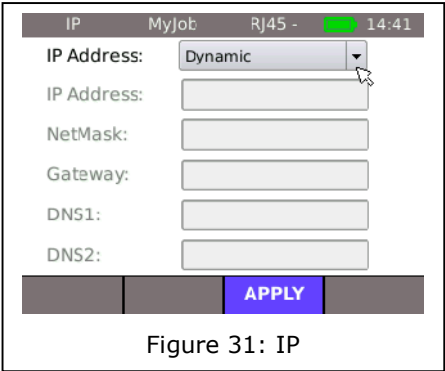 IP MyJob RJ45 - 14:41
IP Address: Dynamic
IP Address:
NetMask:
Gateway:
DNS1:
DNS2:
APPLY
Figure 31: IP